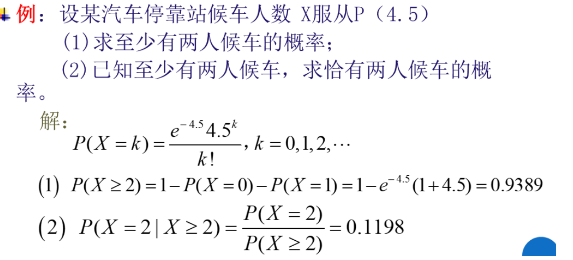 例：设某汽车停靠站候车人数 X服从P（4.5）
(1)求至少有两人候车的概率；
(2)已知至少有两人候车，求恰有两人候车的概
率。
解：
P(X = k) = \frac{e^{-4.5}4.5^k}{k!}, k = 0,1,2,⋯
(1) P(X ≥ 2) = 1 − P(X = 0) − P(X = 1) = 1 − e^{-4.5}(1 + 4.5) = 0.9389
(2) P(X = 2 | X ≥ 2) = \frac{P(X = 2)}{P(X ≥ 2)} = 0.1198